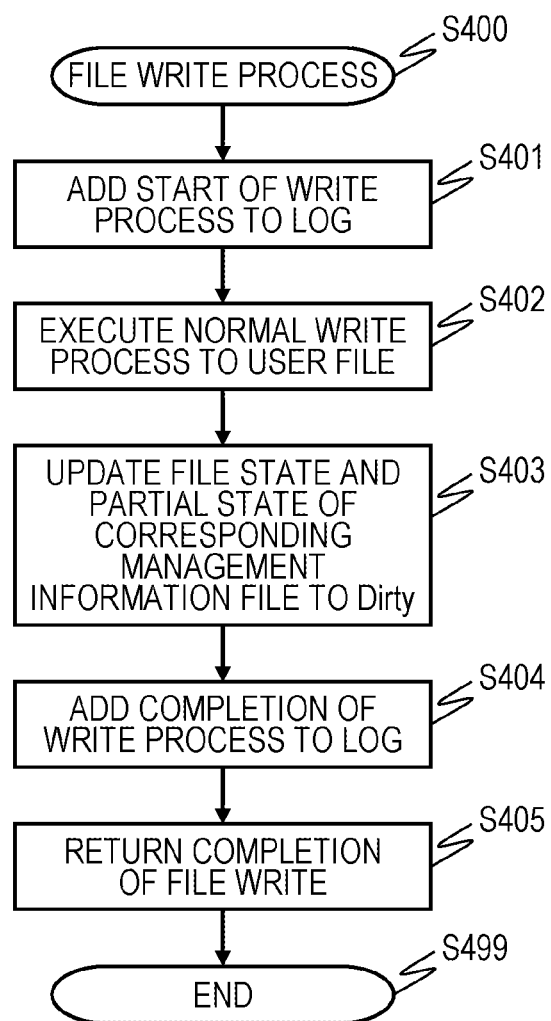 S400
FILE WRITE PROCESS
S401
ADD START OF WRITE
PROCESS TO LOG
S402
EXECUTE NORMAL WRITE
PROCESS TO USER FILE
S403
UPDATE FILE STATE AND
PARTIAL STATE OF
CORRESPONDING
MANAGEMENT
INFORMATION FILE TO Dirty
S404
ADD COMPLETION OF
WRITE PROCESS TO LOG
S405
RETURN COMPLETION
OF FILE WRITE
S499
END